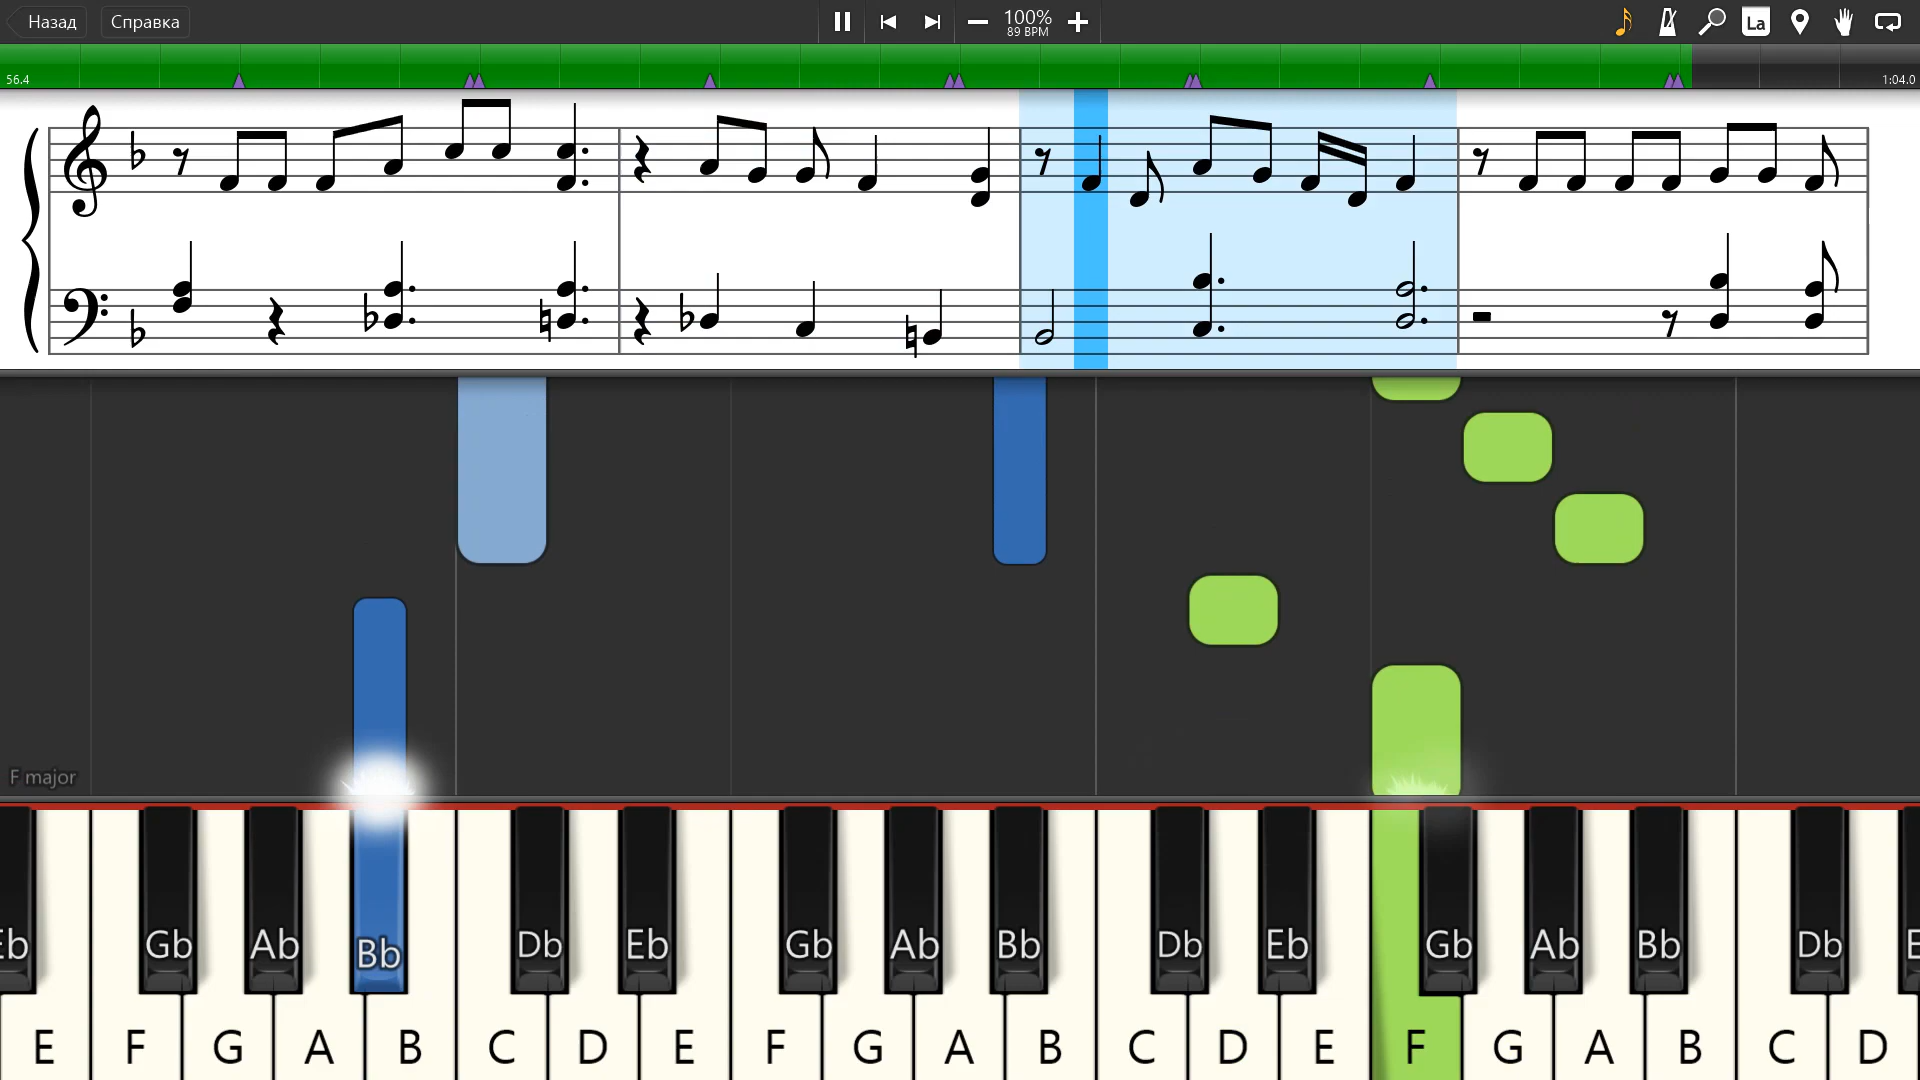 Назад
Справка
100%
89 BPM
La
56.4
1:04.0
F major
Eb Gb Ab Bb Db Eb Gb Ab Bb Db Eb Gb Ab Bb Db E
E F G A B C D E F G A B C D E F G A B C D